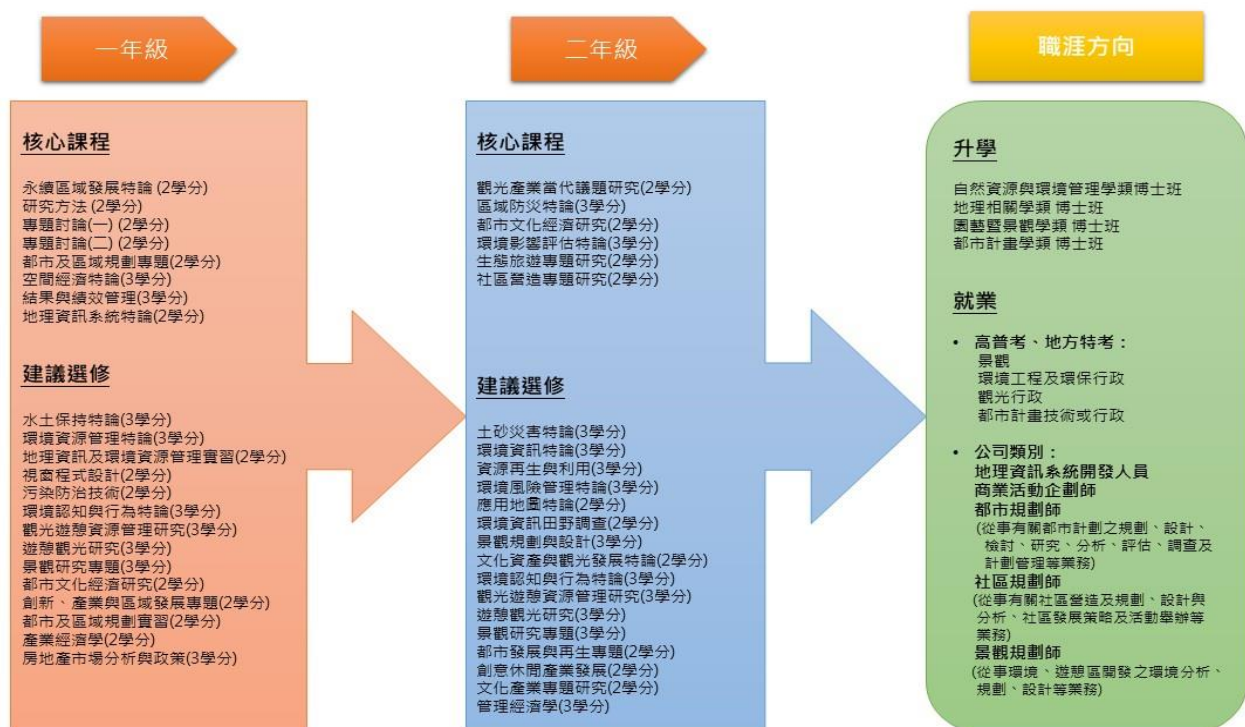 一年級
核心課程
永續區域發展特論 (2學分)
研究方法 (2學分)
專題討論(一) (2學分)
專題討論(二) (2學分)
都市及區域規劃專題(2學分)
空間經濟特論(3學分)
結果與績效管理(3學分)
地理資訊系統特論(2學分)
建議選修
水土保持特論(3學分)
環境資源管理特論(3學分)
地理資訊及環境資源管理實習(2學分)
視窗程式設計(2學分)
污染防治技術(2學分)
環境認知與行為特論(3學分)
觀光遊憩資源管理研究(3學分)
遊憩觀光研究(3學分)
景觀研究專題(3學分)
都市文化經濟研究(2學分)
創新、產業與區域發展專題(2學分)
都市及區域規劃實習(2學分)
產業經濟學(2學分)
房地產市場分析與政策(3學分)
二年級
核心課程
觀光產業當代議題研究(2學分)
區域防災特論(3學分)
都市文化經濟研究(2學分)
環境影響評估特論(3學分)
生態旅遊專題研究(2學分)
社區營造專題研究(2學分)
建議選修
土砂災害特論(3學分)
環境資訊特論(3學分)
資源再生與利用(3學分)
環境風險管理特論(3學分)
應用地圖特論(2學分)
環境資訊田野調查(2學分)
景觀規劃與設計(3學分)
文化資產與觀光發展特論(2學分)
環境認知與行為特論(3學分)
觀光遊憩資源管理研究(3學分)
遊憩觀光研究(3學分)
景觀研究專題(3學分)
都市發展與再生專題(2學分)
創意休閒產業發展(2學分)
文化產業專題研究(2學分)
管理經濟學(3學分)
職涯方向
升學
自然資源與環境管理學類博士班
地理相關學類 博士班
園藝暨景觀學類 博士班
都市計畫學類 博士班
就業
• 高普考、地方特考：
景觀
環境工程及環保行政
觀光行政
都市計畫技術或行政
• 公司類別：
地理資訊系統開發人員
商業活動企劃師
都市規劃師
(從事有關都市計劃之規劃、設計、
檢討、研究、分析、評估、調查及
計劃管理等業務)
社區規劃師
(從事有關社區營造及規劃、設計與
分析、社區發展策略及活動舉辦等
業務)
景觀規劃師
(從事環境、遊憩區開發之環境分析、
規劃、設計等業務)